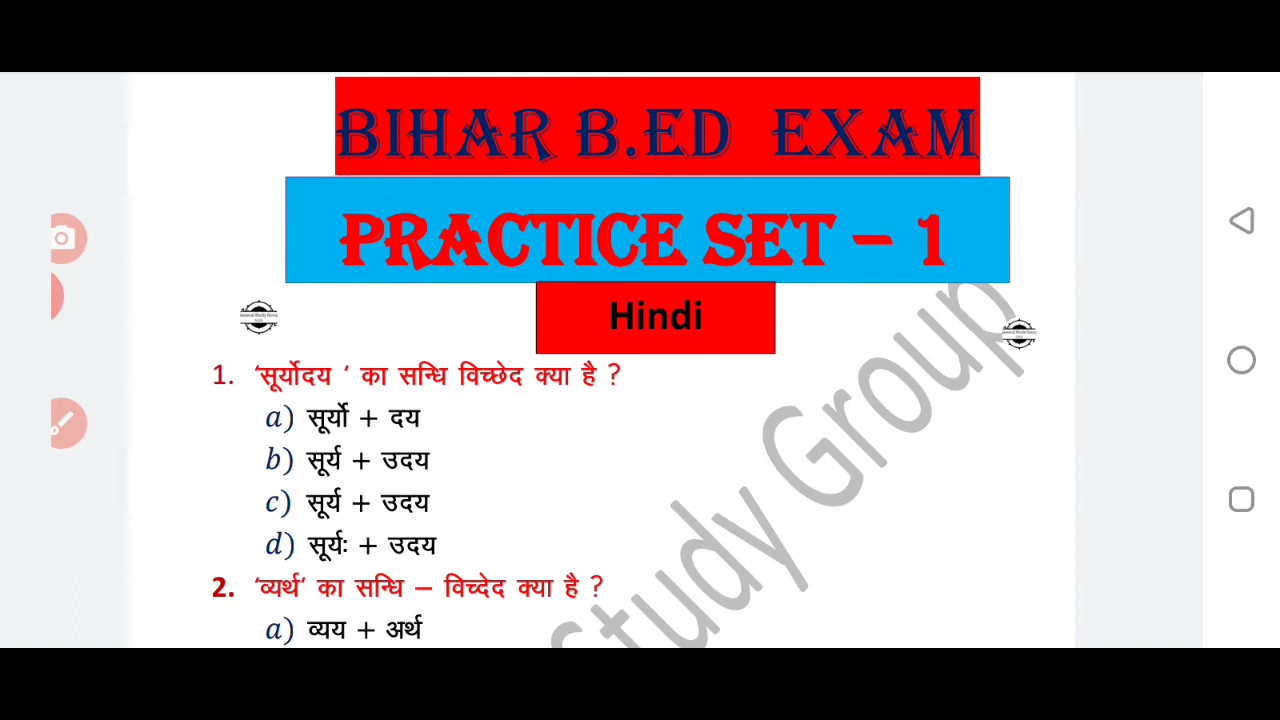 BIHAR B.ED EXAM
PRACTICE SET – 1
Hindi
1. ‘सूर्योदय ‘ का सन्धि विच्छेद क्या है ?
a) सूर्यो + दय
b) सूर्य + उदय
c) सूर्य + उदय
d) सूर्यः + उदय
2. ‘व्यर्थ’ का सन्धि – विच्देद क्या है ?
a) व्यय + अर्थ
Study Group